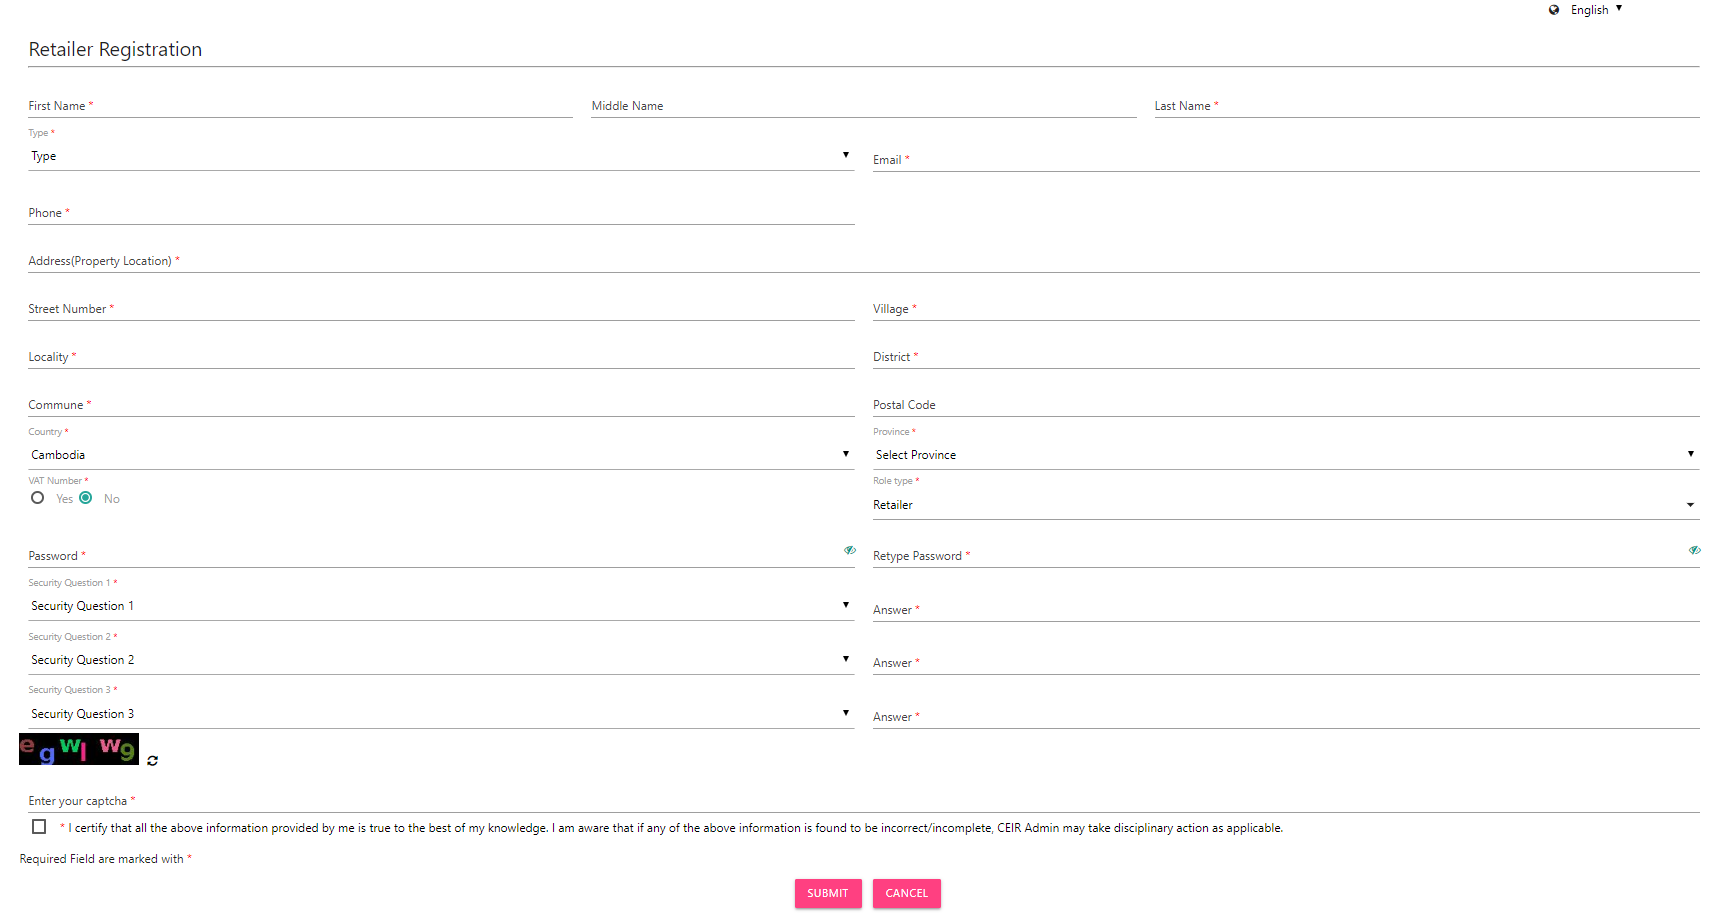 English
Retailer Registration
First Name * Middle Name Last Name *
Type *
Type Email *
Phone *
Address(Property Location) *
Street Number * Village *
Locality * District *
Commune * Postal Code
Country * Province *
Cambodia Select Province
VAT Number * Role type *
Yes No Retailer
Password * Retype Password *
Security Question 1 *
Security Question 1 Answer *
Security Question 2 *
Security Question 2 Answer *
Security Question 3 *
Security Question 3 Answer *
Enter your captcha *
* I certify that all the above information provided by me is true to the best of my knowledge. I am aware that if any of the above information is found to be incorrect/incomplete, CEIR Admin may take disciplinary action as applicable.
Required Field are marked with *
SUBMIT CANCEL